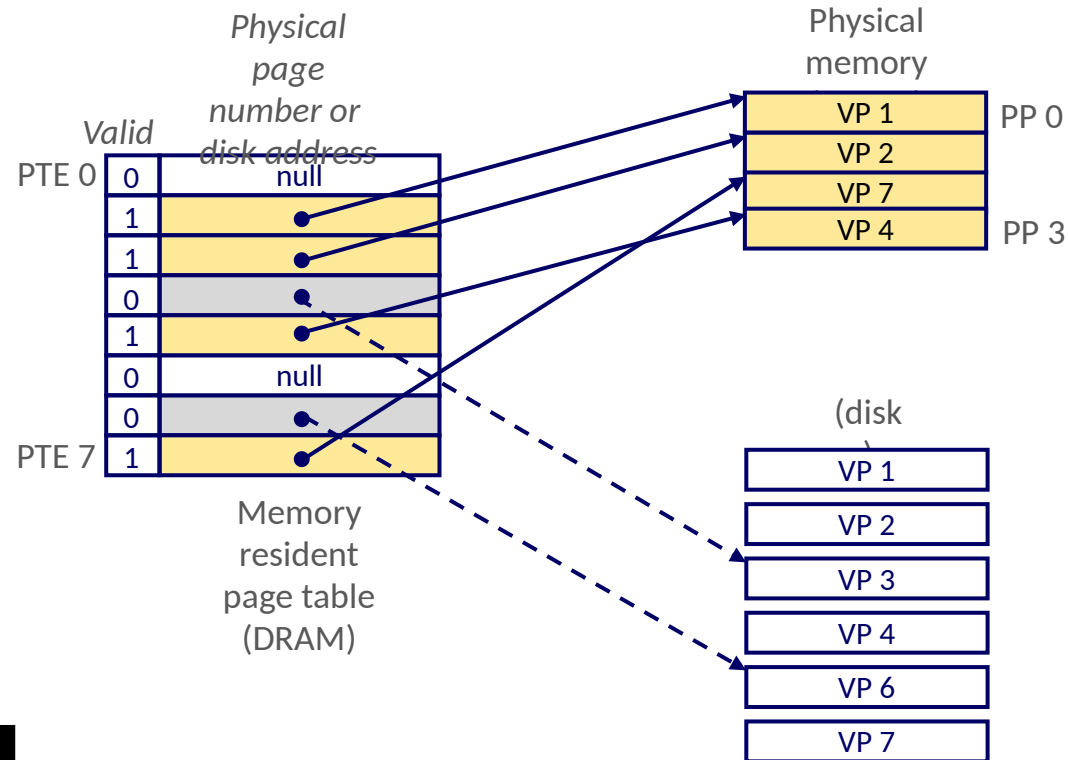 Physical
page
number or
disk address
Valid
PTE 0
0
null
1
1
0
1
0
null
0
PTE 7
1
Memory
resident
page table
(DRAM)
Physical
memory
VP 1
PP 0
VP 2
VP 7
VP 4
PP 3
(disk
VP 1
VP 2
VP 3
VP 4
VP 6
VP 7